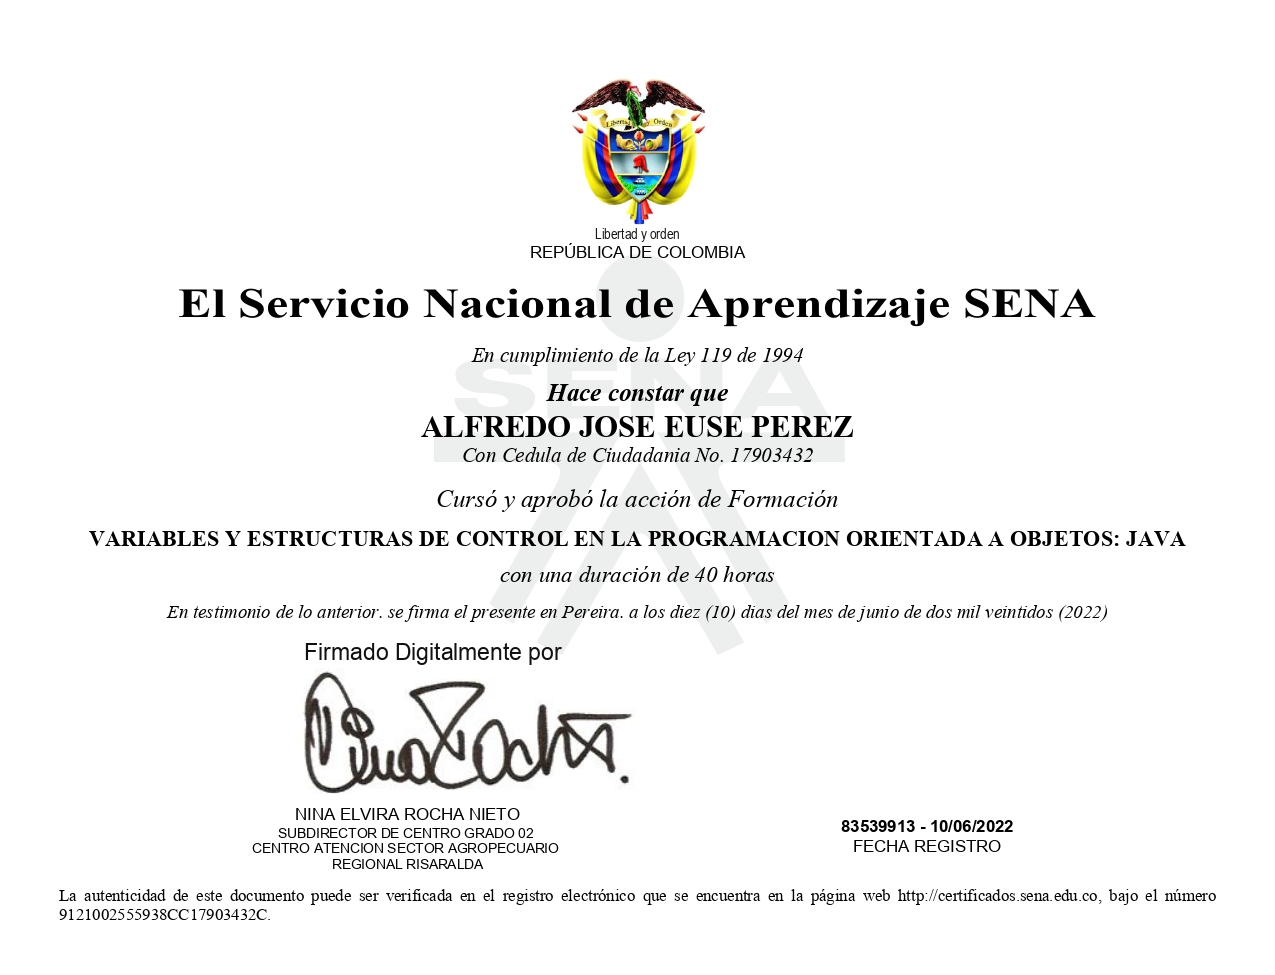 Libertad y Orden
Libertad y orden
REPÚBLICA DE COLOMBIA
El Servicio Nacional de Aprendizaje SENA
En cumplimiento de la Ley 119 de 1994
SENA
Hace constar que
ALFREDO JOSE EUSE PEREZ
Con Cedula de Ciudadania No. 17903432
Cursó y aprobó la acción de Formación
VARIABLES Y ESTRUCTURAS DE CONTROL EN LA PROGRAMACION ORIENTADA A OBJETOS: JAVA
con una duración de 40 horas
En testimonio de lo anterior. se firma el presente en Pereira. a los diez (10) dias del mes de junio de dos mil veintidos (2022)
Firmado Digitalmente por
NINA ELVIRA ROCHA NIETO
SUBDIRECTOR DE CENTRO GRADO 02
CENTRO ATENCION SECTOR AGROPECUARIO
REGIONAL RISARALDA
83539913 - 10/06/2022
FECHA REGISTRO
La autenticidad de este documento puede ser verificada en el registro electrónico que se encuentra en la página web http://certificados.sena.edu.co, bajo el número
9121002555938CC17903432C.